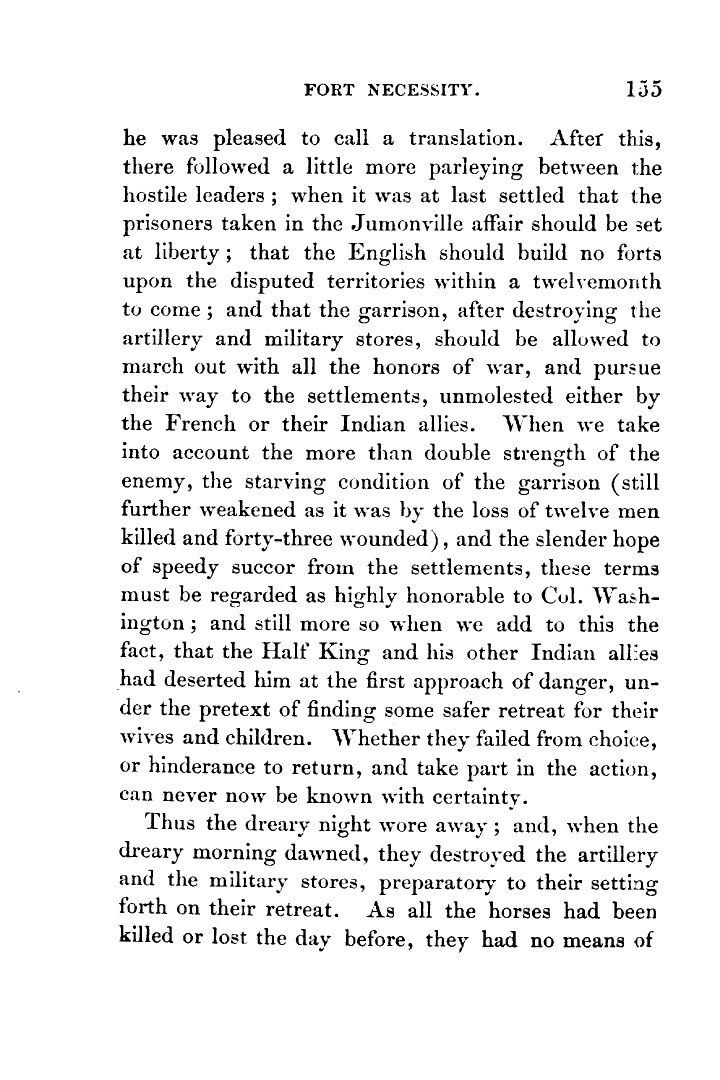 FORT NECESSITY. 155
he was pleased to call a translation. After this,
there followed a little more parleying between the
hostile leaders ; when it was at last settled that the
prisoners taken in the Jumonville affair should be set
at liberty ; that the English should build no forts
upon the disputed territories within a twelvemonth
to come ; and that the garrison, after destroying the
artillery and military stores, should be allowed to
march out with all the honors of war, and pursue
their way to the settlements, unmolested either by
the French or their Indian allies. When we take
into account the more than double strength of the
enemy, the starving condition of the garrison (still
further weakened as it was by the loss of twelve men
killed and forty-three wounded), and the slender hope
of speedy succor from the settlements, these terms
must be regarded as highly honorable to Col. Wash-
ington ; and still more so when we add to this the
fact, that the Half King and his other Indian allies
had deserted him at the first approach of danger, un-
der the pretext of finding some safer retreat for their
wives and children. Whether they failed from choice,
or hinderance to return, and take part in the action,
can never now be known with certainty.
Thus the dreary night wore away ; and, when the
dreary morning dawned, they destroyed the artillery
and the military stores, preparatory to their setting
forth on their retreat. As all the horses had been
killed or lost the day before, they had no means of